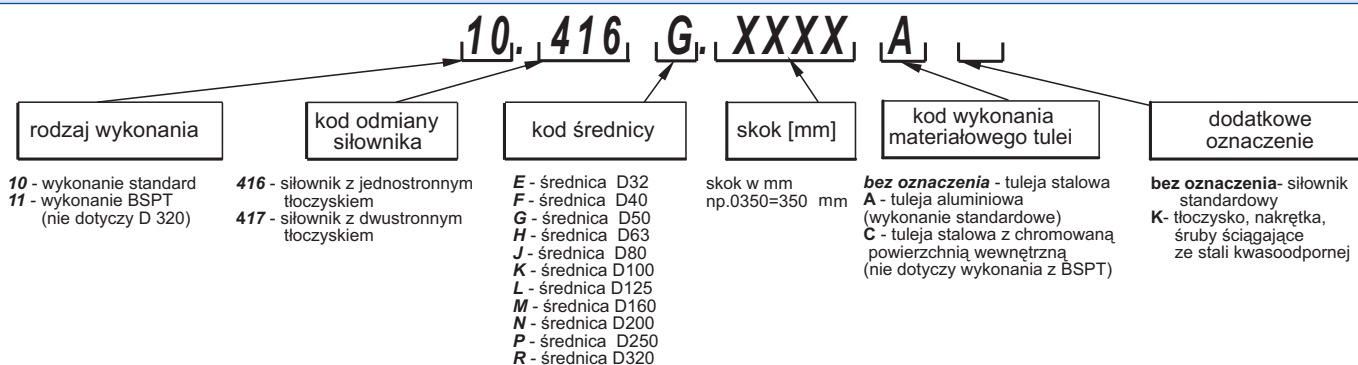 10. 416 G. XXXX A
rodzaj wykonania
10 - wykonanie standard
11 - wykonanie BSPT
(nie dotyczy D 320)
kod odmiany
siłownika
416 - siłownik z jednostronnym
tłoczyskiem
417 - siłownik z dwustronnym
tłoczyskiem
kod średnicy
E - średnica D32
F - średnica D40
G - średnica D50
H - średnica D63
J - średnica D80
K - średnica D100
L - średnica D125
M - średnica D160
N - średnica D200
P - średnica D250
R - średnica D320
skok [mm]
skok w mm
np.0350=350 mm
kod wykonania
materiałowego tulei
bez oznaczenia - tuleja stalowa
A - tuleja aluminiowa
(wykonanie standardowe)
C - tuleja stalowa z chromowaną
powierzchnią wewnętrzną
(nie dotyczy wykonania z BSPT)
dodatkowe
oznaczenie
bez oznaczenia- siłownik
standardowy
K- tłoczysko, nakrętka,
śruby ściągające
ze stali kwasoodpornej